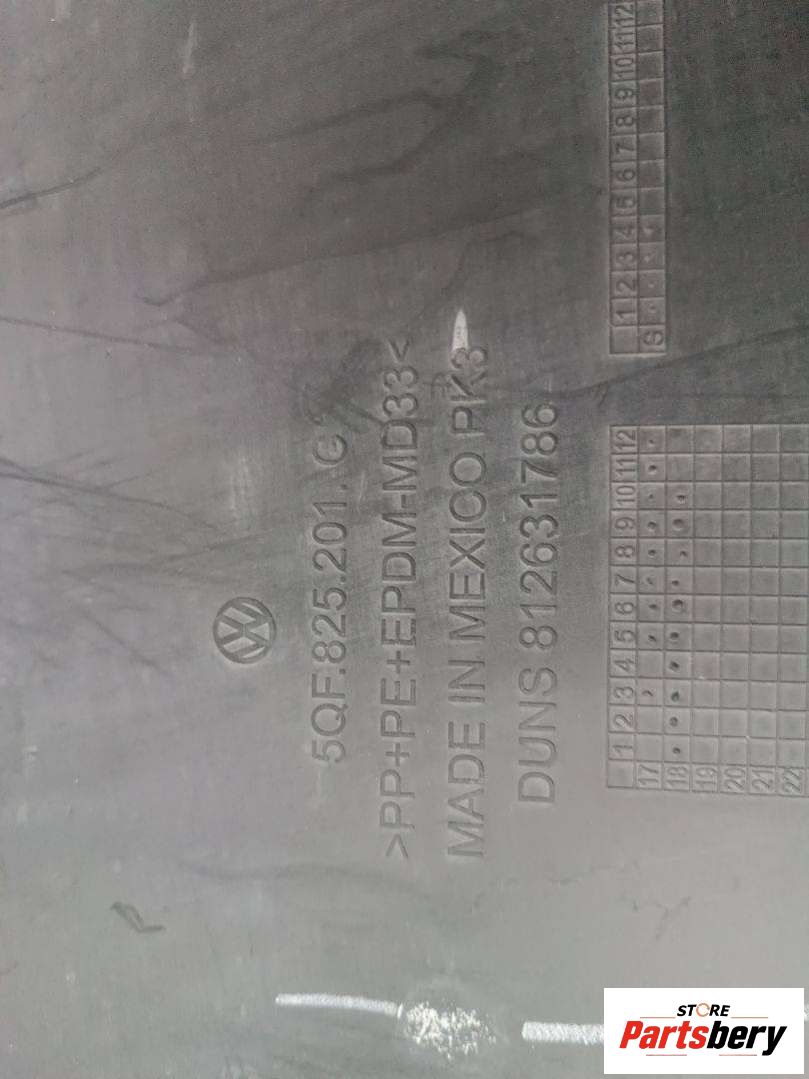 5QF.825.201.G
>PP+PE+EPDM-MD33<
MADE IN MEXICO PK3
DUNS 812631786
1 2 3 4 5 6 7 8 9 10 11 12
17
18
19
20
21
22
1 2 3 4 5 6 7 8 9 10 11 12
STORE
Partsbery